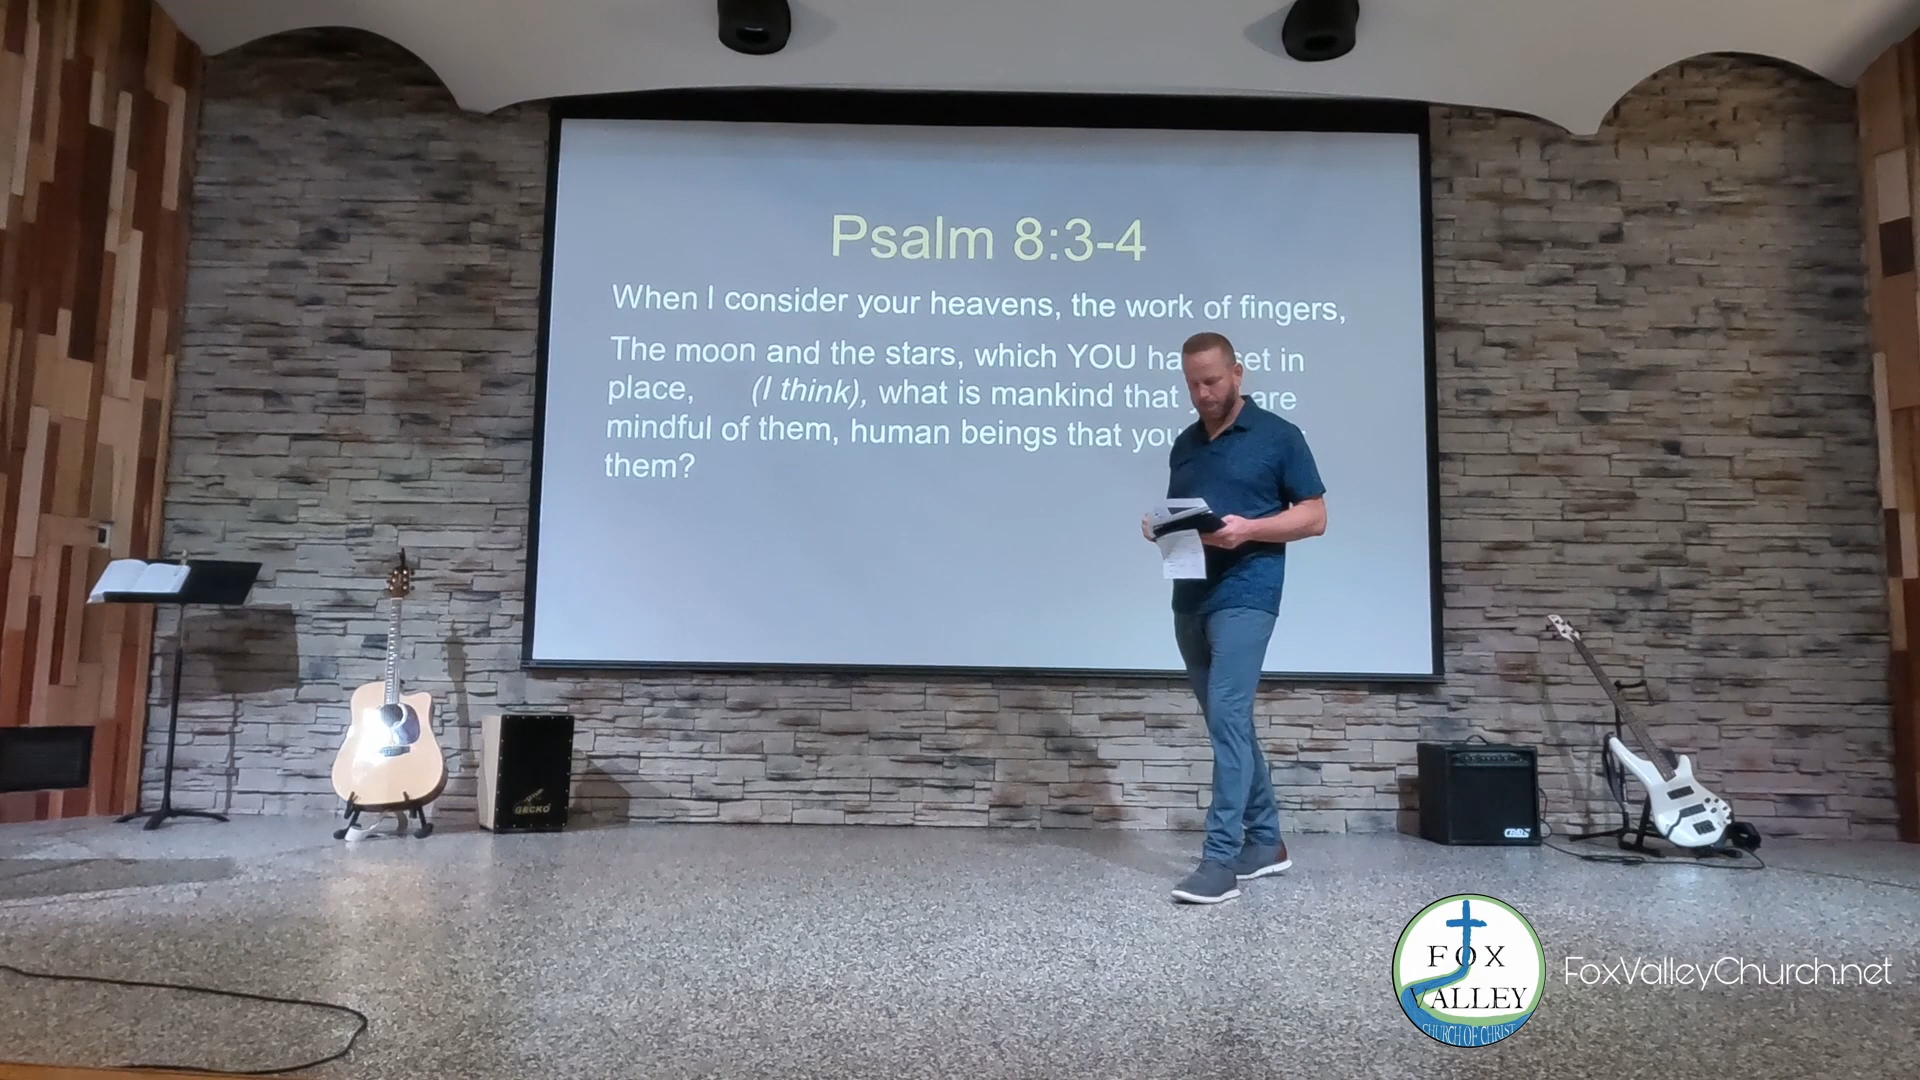 Psalm 8:3-4
When I consider your heavens, the work of fingers,
The moon and the stars, which YOU set in
place, (I think), what is mankind that are
mindful of them, human beings that you
them?
GECKO
FOX
VALLEY
CHURCH OF CHRIST
FoxValleyChurch.net